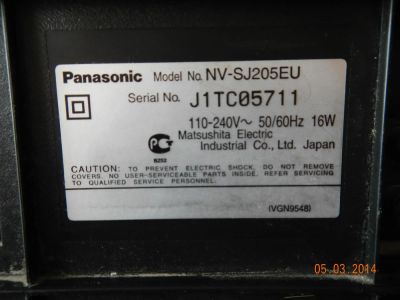 Panasonic Model No. NV-SJ205EU
Serial No. J1TC05711
110-240V~ 50/60Hz 16W
Matsushita Electric
Industrial Co., Ltd. Japan
CAUTION: TO PREVENT ELECTRIC SHOCK, DO NOT REMOVE
COVERS. NO USER-SERVICEABLE PARTS INSIDE. REFER SERVICING
TO QUALIFIED SERVICE PERSONNEL.
(VGN9548)
05.03.2014